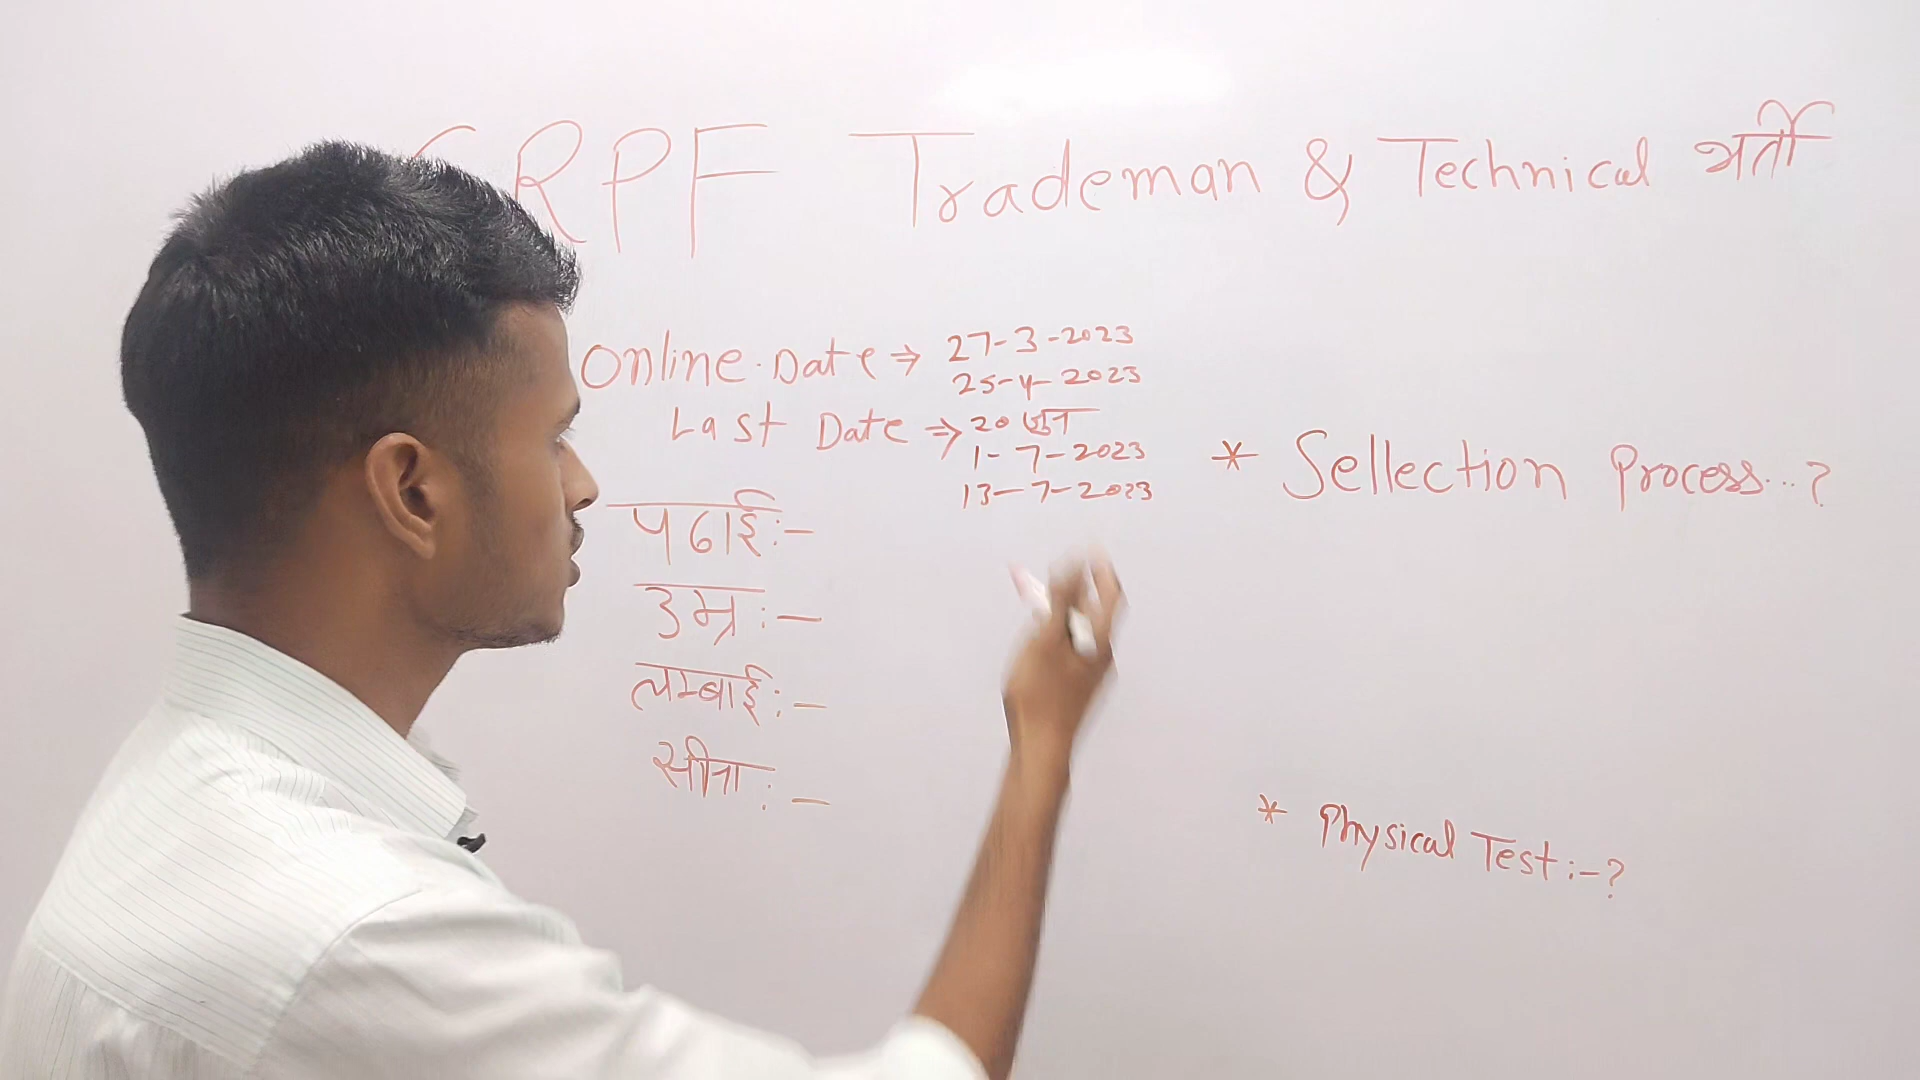 CRPF Trademan & Technical भर्ती
Online Date ⇒ 27-3-2023
25-4-2023
Last Date ⇒ 20 जून
1-7-2023
13-7-2023
पढाई:-
उम्र:-
लम्बाई:-
सीना:-
* Sellection Process...?
* Physical Test:-?